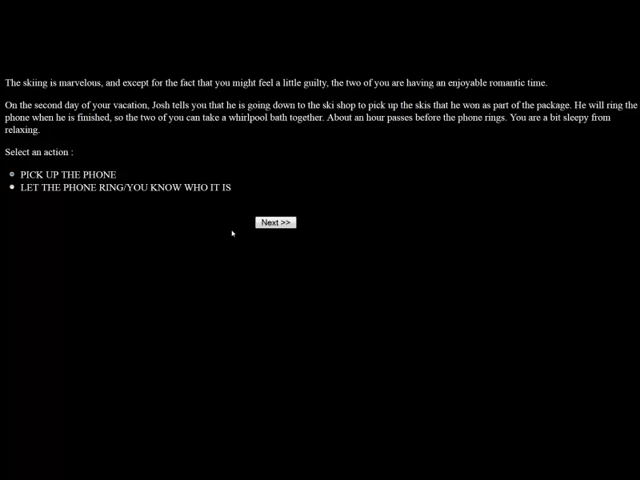 The skiing is marvelous, and except for the fact that you might feel a little guilty, the two of you are having an enjoyable romantic time.
On the second day of your vacation, Josh tells you that he is going down to the ski shop to pick up the skis that he won as part of the package. He will ring the
phone when he is finished, so the two of you can take a whirlpool bath together. About an hour passes before the phone rings. You are a bit sleepy from
relaxing.
Select an action :
PICK UP THE PHONE
LET THE PHONE RING/YOU KNOW WHO IT IS
Next >>